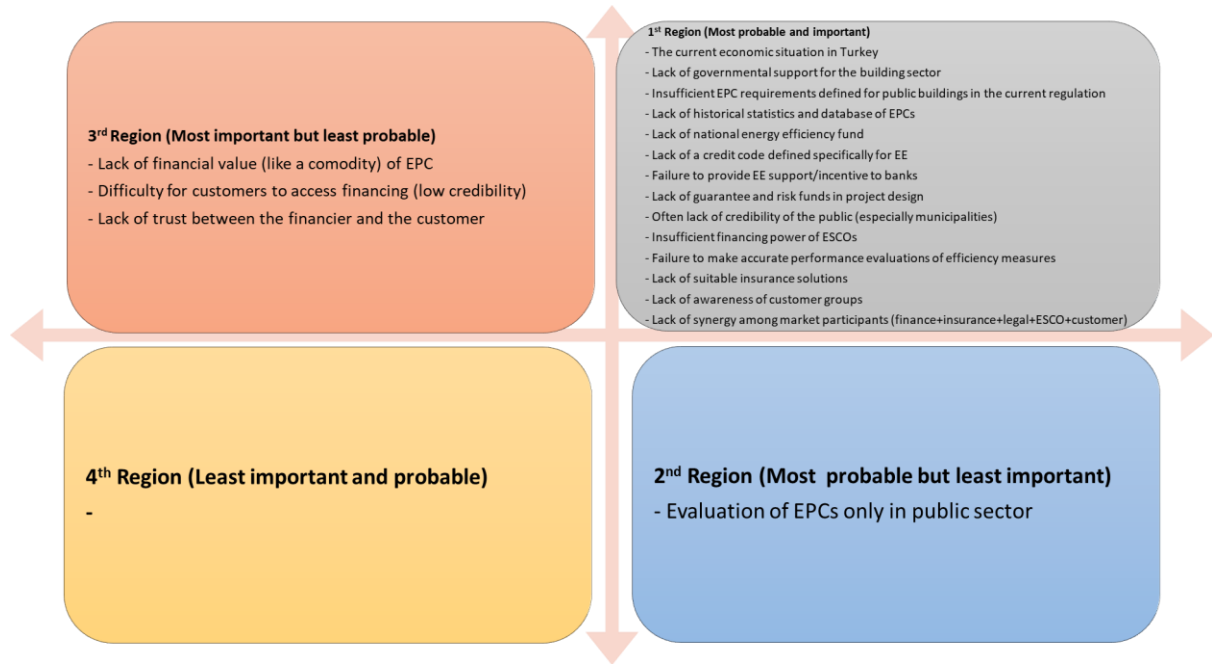 3rd Region (Most important but least probable)
- Lack of financial value (like a comodity) of EPC
- Difficulty for customers to access financing (low credibility)
- Lack of trust between the financier and the customer
1st Region (Most probable and important)
- The current economic situation in Turkey
- Lack of governmental support for the building sector
- Insufficient EPC requirements defined for public buildings in the current regulation
- Lack of historical statistics and database of EPCs
- Lack of national energy efficiency fund
- Lack of a credit code defined specifically for EE
- Failure to provide EE support/incentive to banks
- Lack of guarantee and risk funds in project design
- Often lack of credibility of the public (especially municipalities)
- Insufficient financing power of ESCOs
- Failure to make accurate performance evaluations of efficiency measures
- Lack of suitable insurance solutions
- Lack of awareness of customer groups
- Lack of synergy among market participants (finance+insurance+legal+ESCO+customer)
4th Region (Least important and probable)
-
2nd Region (Most probable but least important)
- Evaluation of EPCs only in public sector